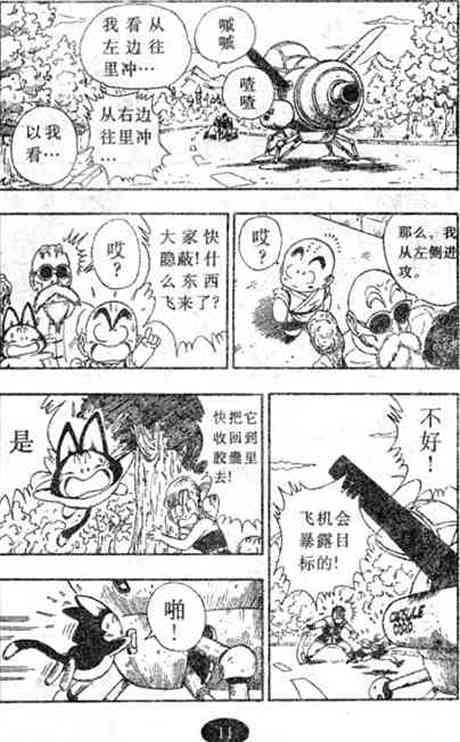 嘁
嘁
喳
喳
我看从
左边往
里冲…
从右边
往里冲…
以我
看…
那么、我
从左侧进
攻。
哎?
大家快
隐蔽!什
么东西
飞来了?
哎?
不
好
!
飞机会
暴露目
标的!
CORP.
快把它
收回到
胶囊里
去!
是
啪
!
11